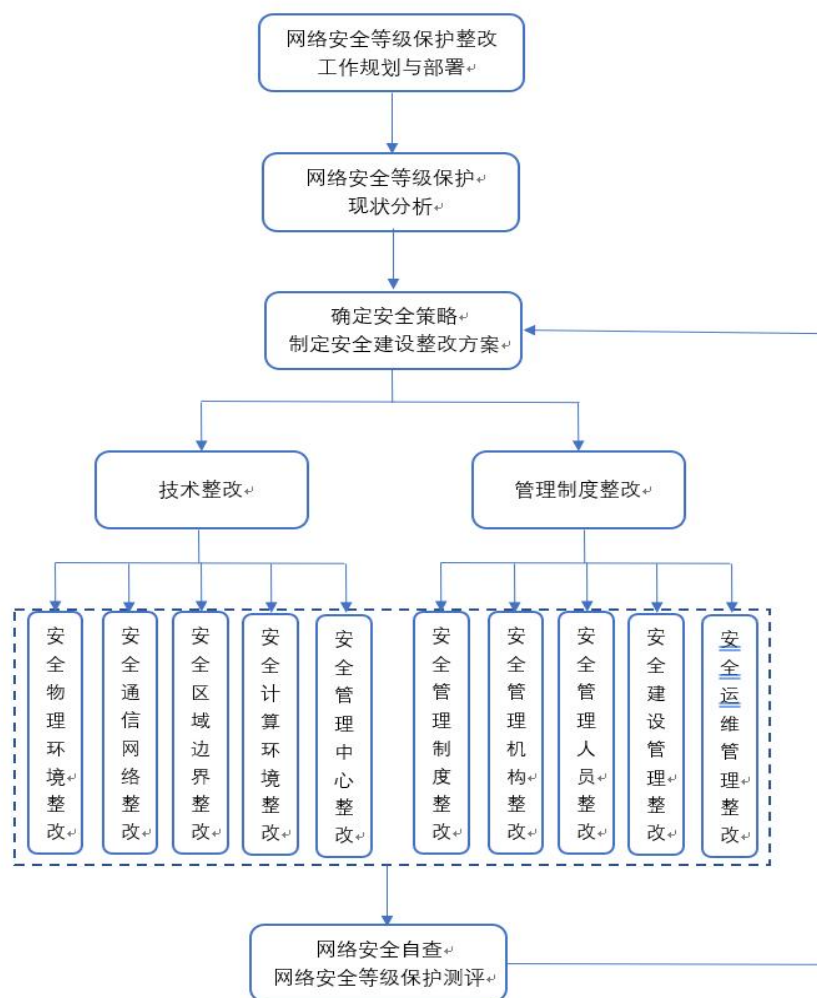 网络安全等级保护整改
工作规划与部署
网络安全等级保护
现状分析
确定安全策略
制定安全建设整改方案
技术整改
管理制度整改
安全物理环境整改
安全通信网络整改
安全区域边界整改
安全计算环境整改
安全管理中心整改
安全管理制度整改
安全管理机构整改
安全管理人员整改
安全建设管理整改
安全运维管理整改
网络安全自查
网络安全等级保护测评